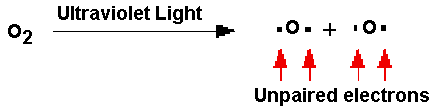 Ultraviolet Light
O₂ ·O· + ·O·
Unpaired electrons